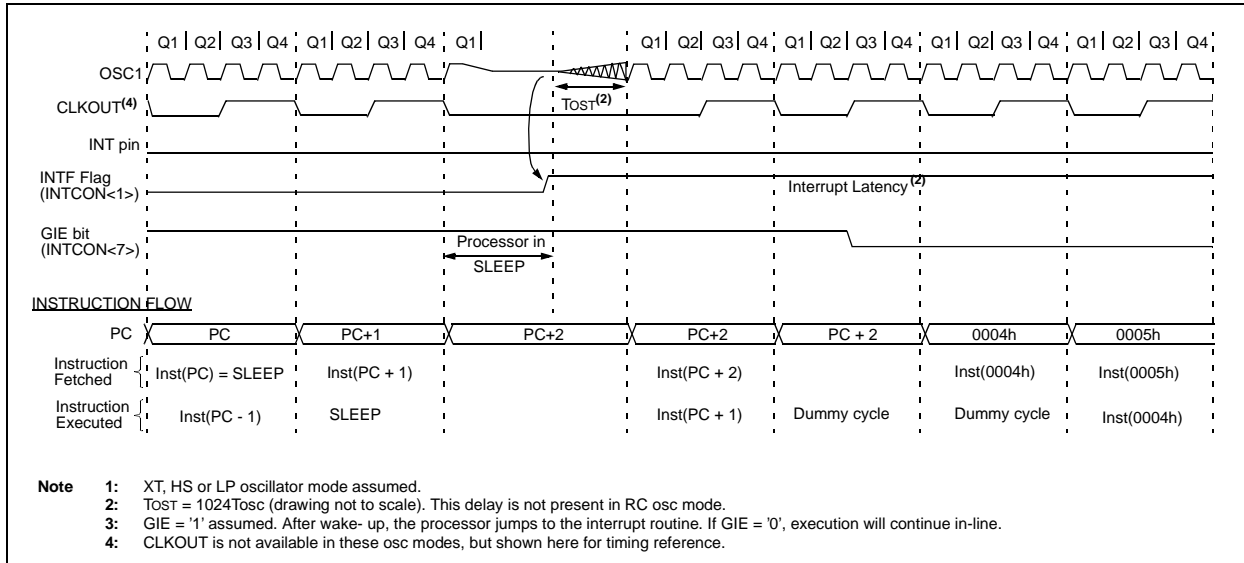 Q1 Q2 Q3 Q4 Q1 Q2 Q3 Q4 Q1 Q1 Q2 Q3 Q4 Q1 Q2 Q3 Q4 Q1 Q2 Q3 Q4 Q1 Q2 Q3 Q4
OSC1
TOST(2)
CLKOUT(4)
INT pin
INTF Flag
(INTCON<1>)
Interrupt Latency(2)
GIE bit
(INTCON<7>)
Processor in
SLEEP
INSTRUCTION FLOW
PC PC PC+1 PC+2 PC+2 PC + 2 0004h 0005h
Instruction
Fetched
Inst(PC) = SLEEP Inst(PC + 1) Inst(PC + 2) Inst(0004h) Inst(0005h)
Instruction
Executed
Inst(PC - 1) SLEEP Inst(PC + 1) Dummy cycle Dummy cycle Inst(0004h)
Note 1: XT, HS or LP oscillator mode assumed.
2: TOST = 1024Tosc (drawing not to scale). This delay is not present in RC osc mode.
3: GIE = '1' assumed. After wake- up, the processor jumps to the interrupt routine. If GIE = '0', execution will continue in-line.
4: CLKOUT is not available in these osc modes, but shown here for timing reference.